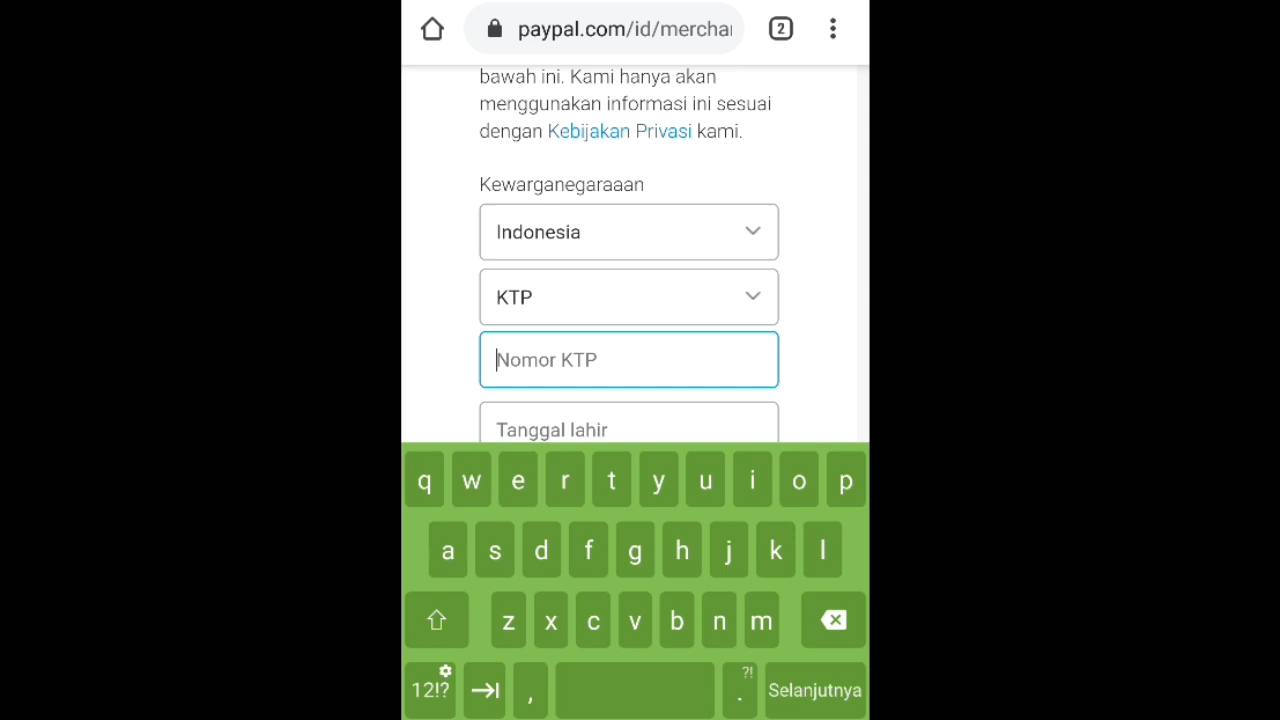 paypal.com/id/mercha
2
bawah ini. Kami hanya akan
menggunakan informasi ini sesuai
dengan Kebijakan Privasi kami.
Kewarganegaraaan
Indonesia
KTP
Nomor KTP
Tanggal lahir
q w e r t y u i o p
a s d f g h j k l
z x c v b n m
12!? , ?! . Selanjutnya